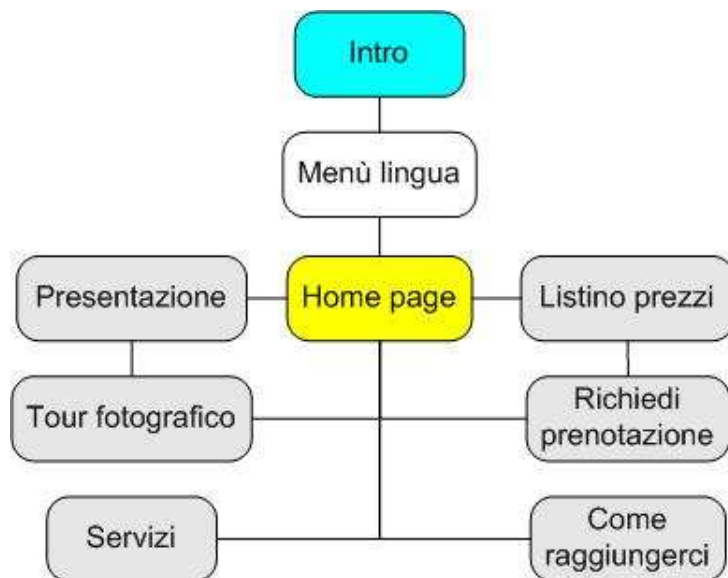 Intro
Menù lingua
Presentazione
Home page
Listino prezzi
Tour fotografico
Richiedi
prenotazione
Servizi
Come
raggiungerci